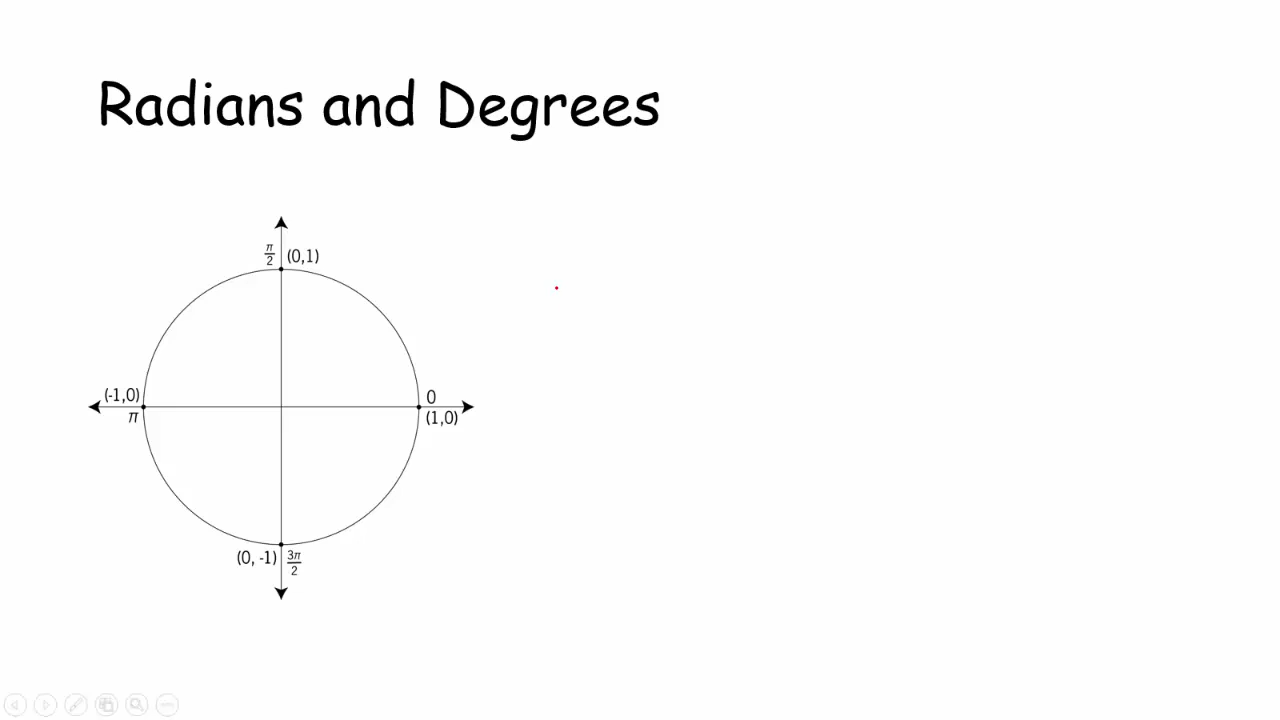 Radians and Degrees
π/2 (0,1)
(-1,0) 0
π (1,0)
(0, -1) 3π/2